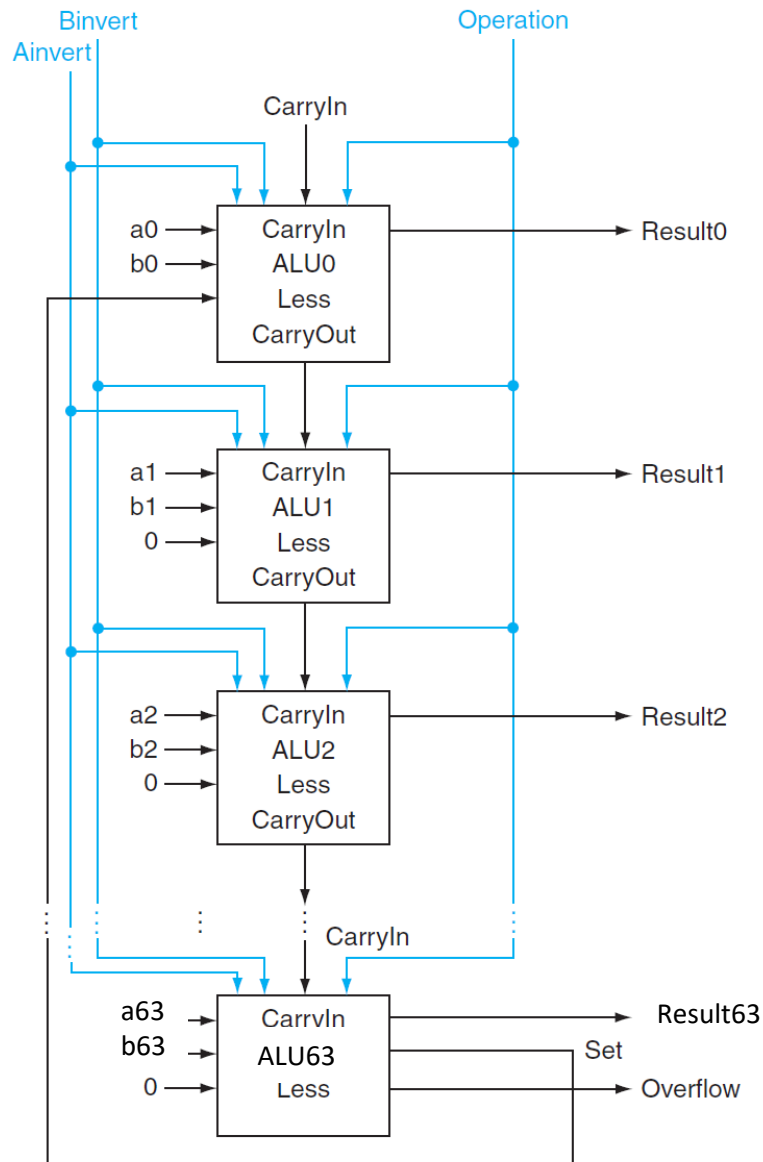 Binvert
Operation
Ainvert
CarryIn
a0
CarryIn
Result0
b0
ALU0
Less
CarryOut
a1
CarryIn
Result1
b1
ALU1
0
Less
CarryOut
a2
CarryIn
Result2
b2
ALU2
0
Less
CarryOut
CarryIn
a63
CarryIn
Result63
b63
ALU63
Set
0
Less
Overflow